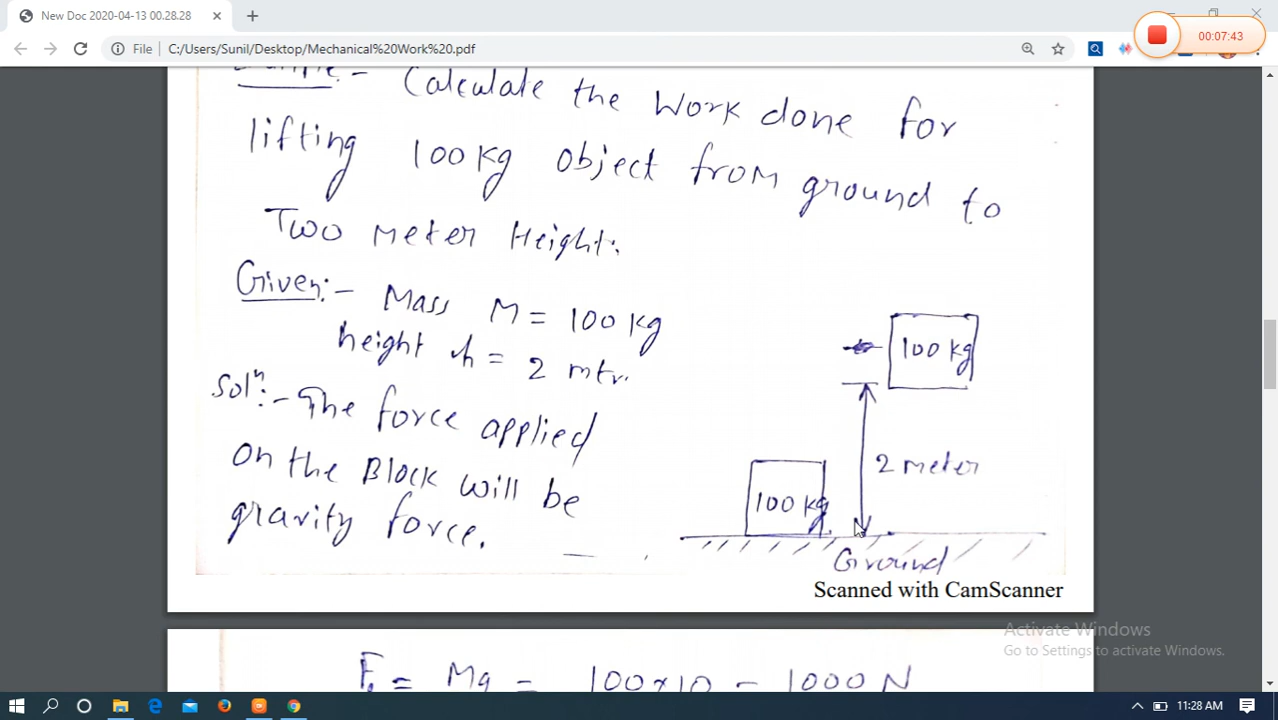 New Doc 2020-04-13 00.28.28
00:07:43
File C:/Users/Sunil/Desktop/Mechanical%20Work%20.pdf
Calculate the Work done for
lifting 100 kg object from ground to
Two meter Height.
Given:- Mass M = 100 kg
height h = 2 mtr.
Solⁿ:- The force applied
on the Block will be
gravity force.
100 kg
2 meter
100 kg
Ground
Scanned with CamScanner
Activate Windows
Go to Settings to activate Windows.
= Mg = 100x10 = 1000 N
11:28 AM